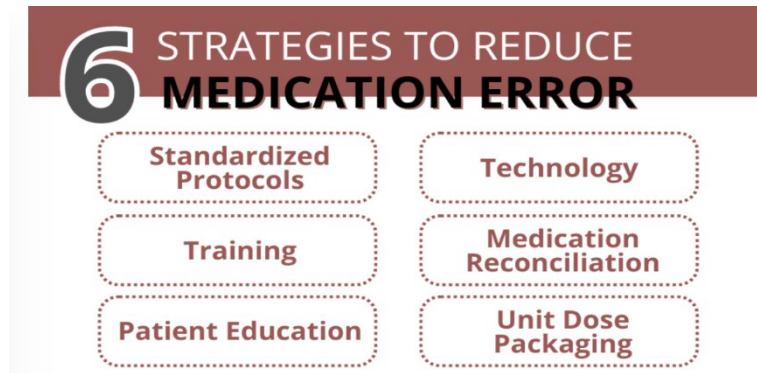 6
STRATEGIES TO REDUCE
MEDICATION ERROR
Standardized
Protocols
Technology
Training
Medication
Reconciliation
Patient Education
Unit Dose
Packaging